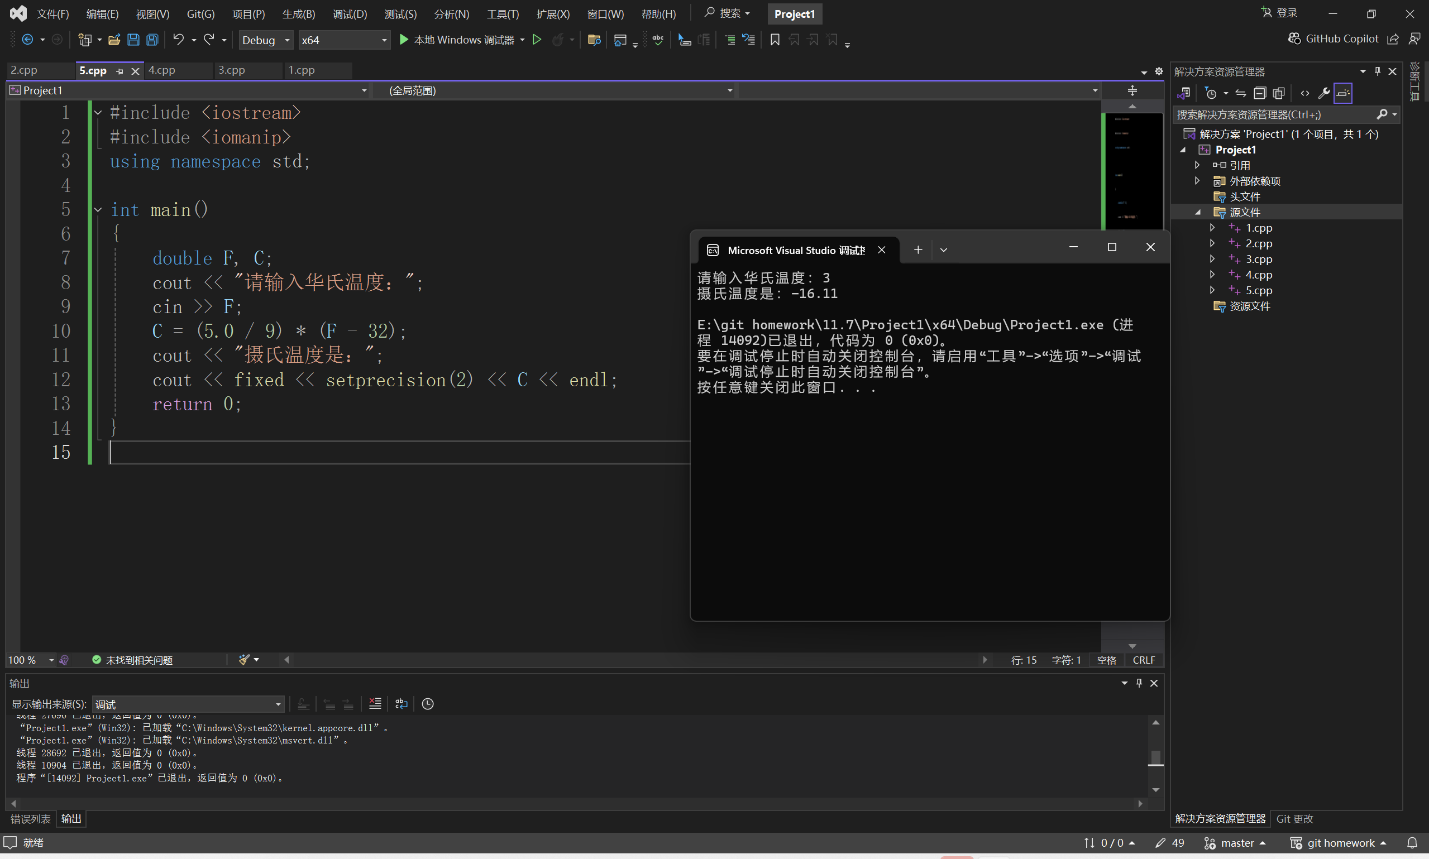 文件(F) 编辑(E) 视图(V) Git(G) 项目(P) 生成(B) 调试(D) 测试(S) 分析(N) 工具(T) 扩展(X) 窗口(W) 帮助(H) 搜索 Project1 登录
Debug x64 本地 Windows 调试器 GitHub Copilot
2.cpp 5.cpp 4.cpp 3.cpp 1.cpp
Project1 (全局范围)
1 #include <iostream>
2 #include <iomanip>
3 using namespace std;
4
5 int main()
6 {
7 double F, C;
8 cout << "请输入华氏温度：";
9 cin >> F;
10 C = (5.0 / 9) * (F - 32);
11 cout << "摄氏温度是：";
12 cout << fixed << setprecision(2) << C << endl;
13 return 0;
14 }
15
Microsoft Visual Studio 调试
请输入华氏温度：3
摄氏温度是：-16.11
E:\git homework\11.7\Project1\x64\Debug\Project1.exe (进
程 14092)已退出，代码为 0 (0x0)。
要在调试停止时自动关闭控制台，请启用“工具”->“选项”->“调试
”->“调试停止时自动关闭控制台”。
按任意键关闭此窗口. . .
解决方案资源管理器
搜索解决方案资源管理器(Ctrl+;)
解决方案 'Project1' (1 个项目，共 1 个)
Project1
引用
外部依赖项
头文件
源文件
1.cpp
2.cpp
3.cpp
4.cpp
5.cpp
资源文件
诊断工具
100 % 未找到相关问题 行: 15 字符: 1 空格 CRLF
输出
显示输出来源(S): 调试
线程 27690 已退出，返回值为 0 (0x0)。
“Project1.exe”(Win32): 已加载“C:\Windows\System32\kernel.appcore.dll”。
“Project1.exe”(Win32): 已加载“C:\Windows\System32\msvcrt.dll”。
线程 28692 已退出，返回值为 0 (0x0)。
线程 10904 已退出，返回值为 0 (0x0)。
程序“[14092] Project1.exe”已退出，返回值为 0 (0x0)。
错误列表 输出
解决方案资源管理器 Git 更改
就绪 0 / 0 49 master git homework